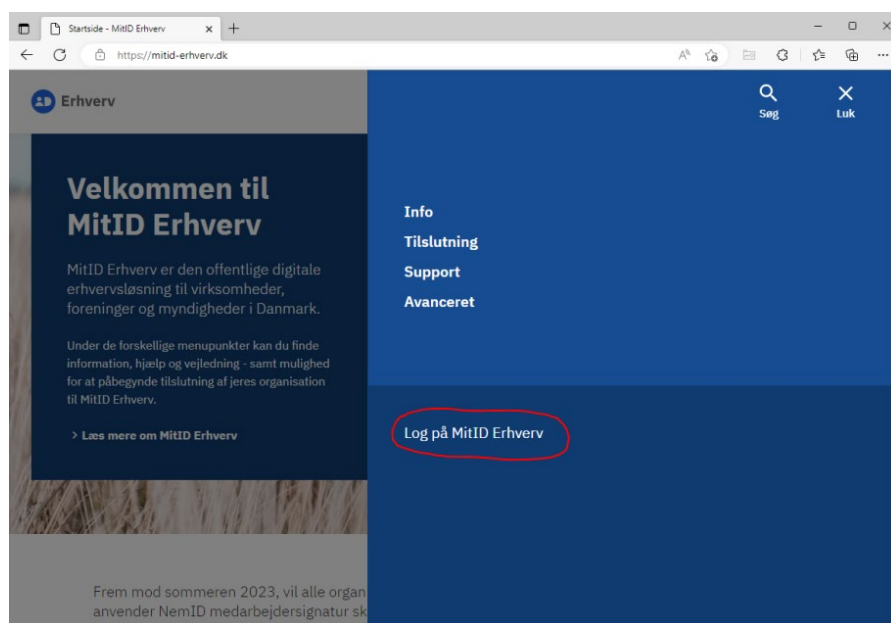 Startside - MitID Erhverv
https://mitid-erhverv.dk
Erhverv
Søg
Luk
Velkommen til
MitID Erhverv
MitID Erhverv er den offentlige digitale
erhvervsløsning til virksomheder,
foreninger og myndigheder i Danmark.
Under de forskellige menupunkter kan du finde
information, hjælp og vejledning - samt mulighed
for at påbegynde tilslutning af jeres organisation
til MitID Erhverv.
> Læs mere om MitID Erhverv
Info
Tilslutning
Support
Avanceret
Log på MitID Erhverv
Frem mod sommeren 2023, vil alle organ
anvender NemID medarbejdersignatur sk